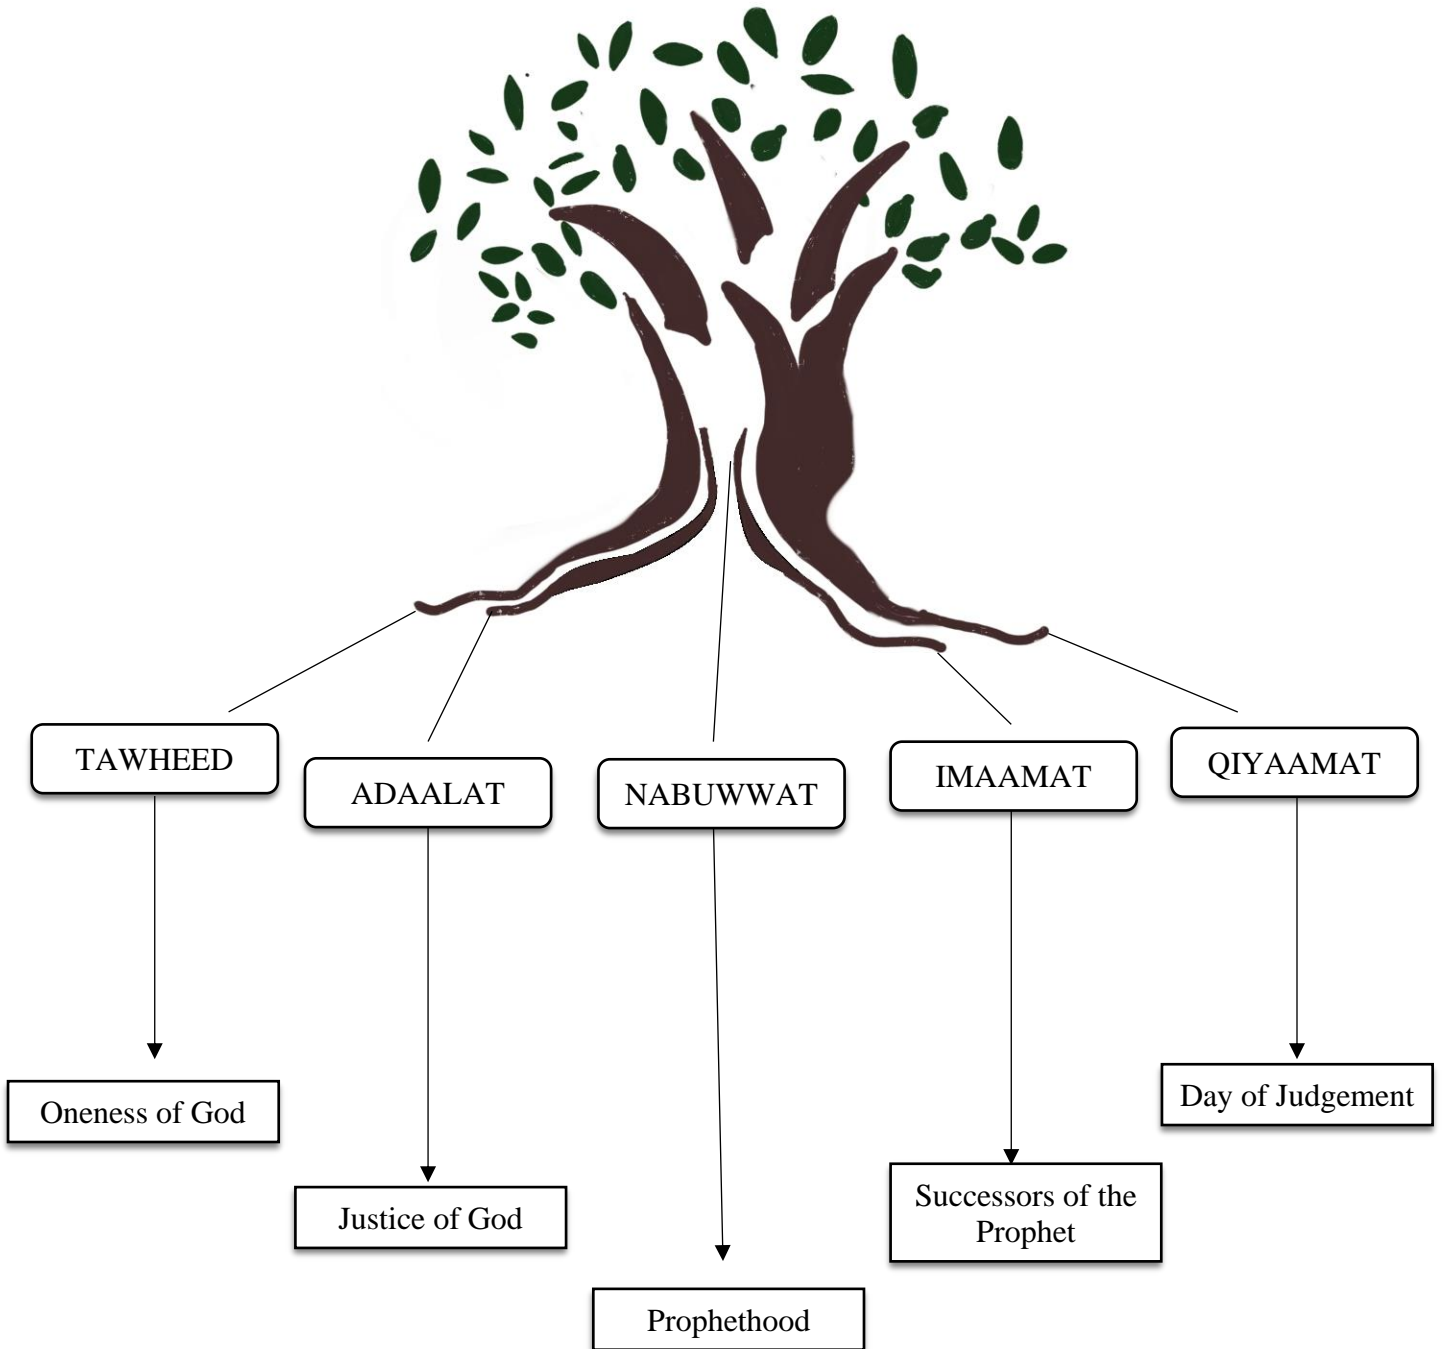 TAWHEED
ADAALAT
NABUWWAT
IMAAMAT
QIYAAMAT
Oneness of God
Justice of God
Prophethood
Successors of the
Prophet
Day of Judgement